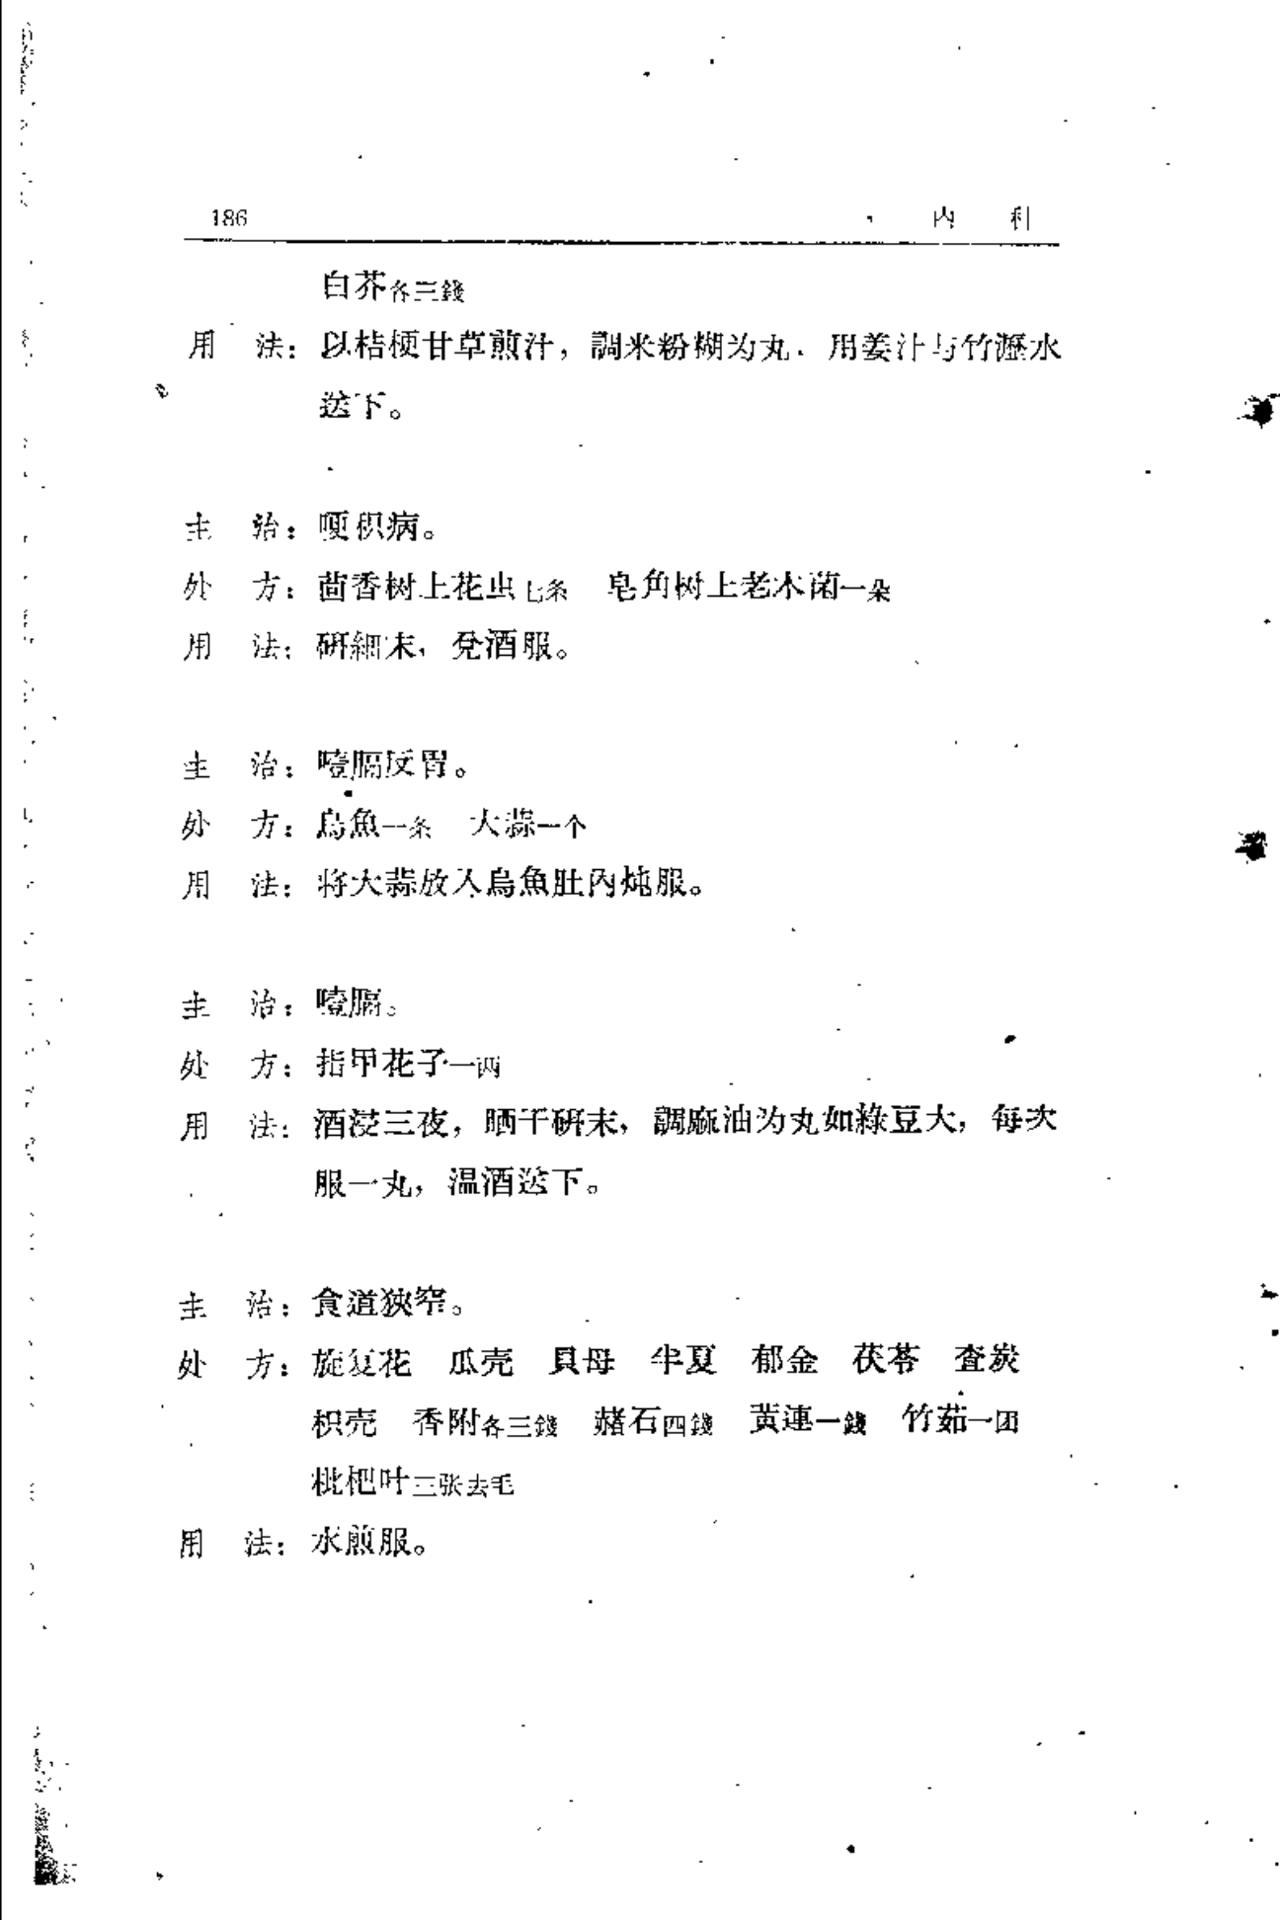 186 內 科
白芥各三錢
用 法：以桔梗甘草煎汁，調米粉糊为丸．用姜汁与竹瀝水
送下。
主 治：哽积病。
处 方：茴香树上花虫七条 皂角树上老木菌一朵
用 法：研細末，兌酒服。
主 治：噎膈反胃。
处 方：烏魚一条 大蒜一个
用 法：将大蒜放入烏魚肚內炖服。
主 治：噎膈。
处 方：指甲花子一两
用 法：酒浸三夜，晒干研末，調麻油为丸如綠豆大，每次
服一丸，温酒送下。
主 治：食道狹窄。
处 方：旋复花 瓜壳 貝母 半夏 郁金 茯苓 查炭
枳壳 香附各三錢 赭石四錢 黃連一錢 竹茹一团
枇杷叶三张去毛
用 法：水煎服。